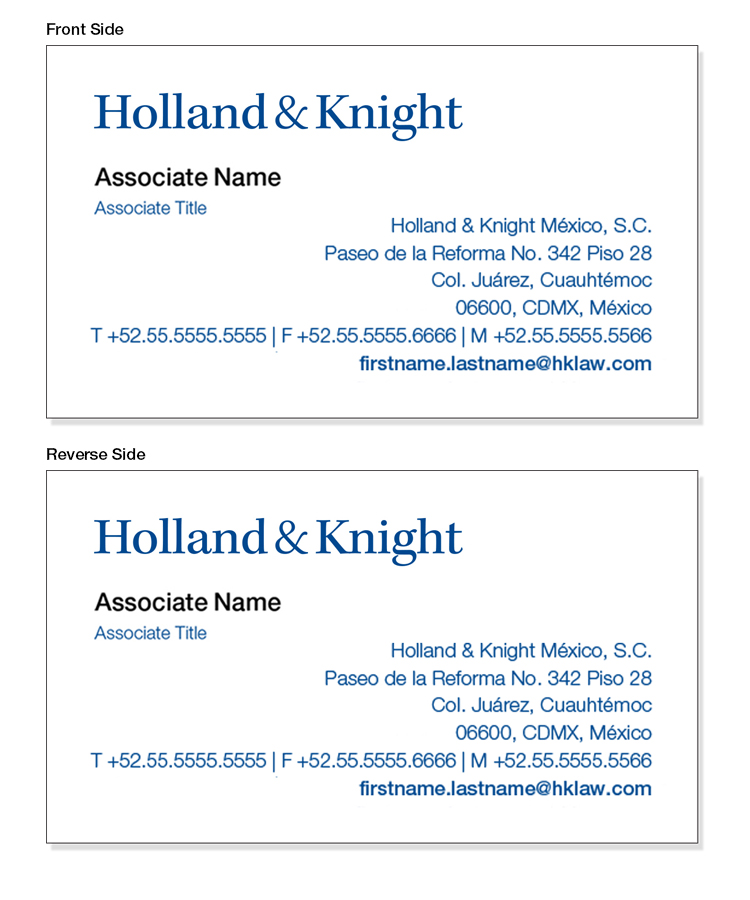 Front Side
Holland & Knight
Associate Name
Associate Title
Holland & Knight México, S.C.
Paseo de la Reforma No. 342 Piso 28
Col. Juárez, Cuauhtémoc
06600, CDMX, México
T +52.55.5555.5555 | F +52.55.5555.6666 | M +52.55.5555.5566
firstname.lastname@hklaw.com
Reverse Side
Holland & Knight
Associate Name
Associate Title
Holland & Knight México, S.C.
Paseo de la Reforma No. 342 Piso 28
Col. Juárez, Cuauhtémoc
06600, CDMX, México
T +52.55.5555.5555 | F +52.55.5555.6666 | M +52.55.5555.5566
firstname.lastname@hklaw.com